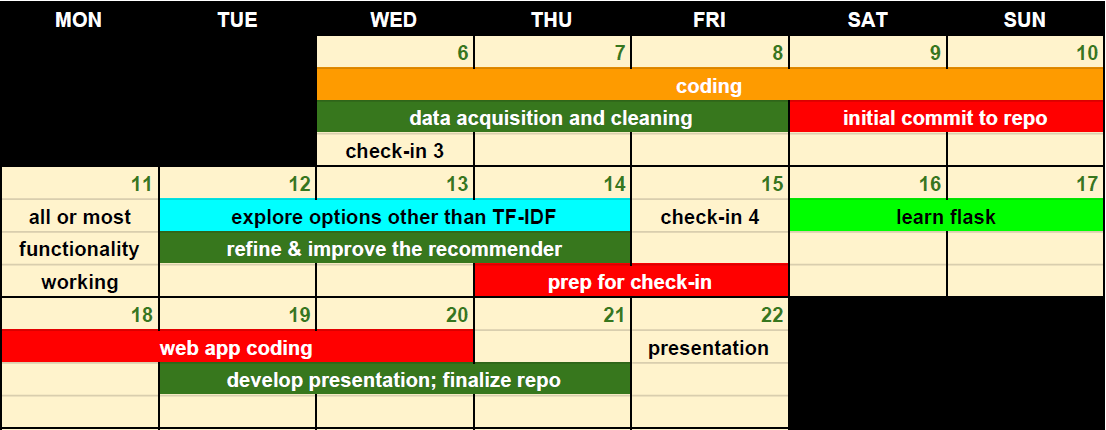 MON TUE WED THU FRI SAT SUN
6 7 8 9 10
coding
data acquisition and cleaning initial commit to repo
check-in 3
11 12 13 14 15 16 17
all or most explore options other than TF-IDF check-in 4 learn flask
functionality refine & improve the recommender
working prep for check-in
18 19 20 21 22
web app coding presentation
develop presentation; finalize repo